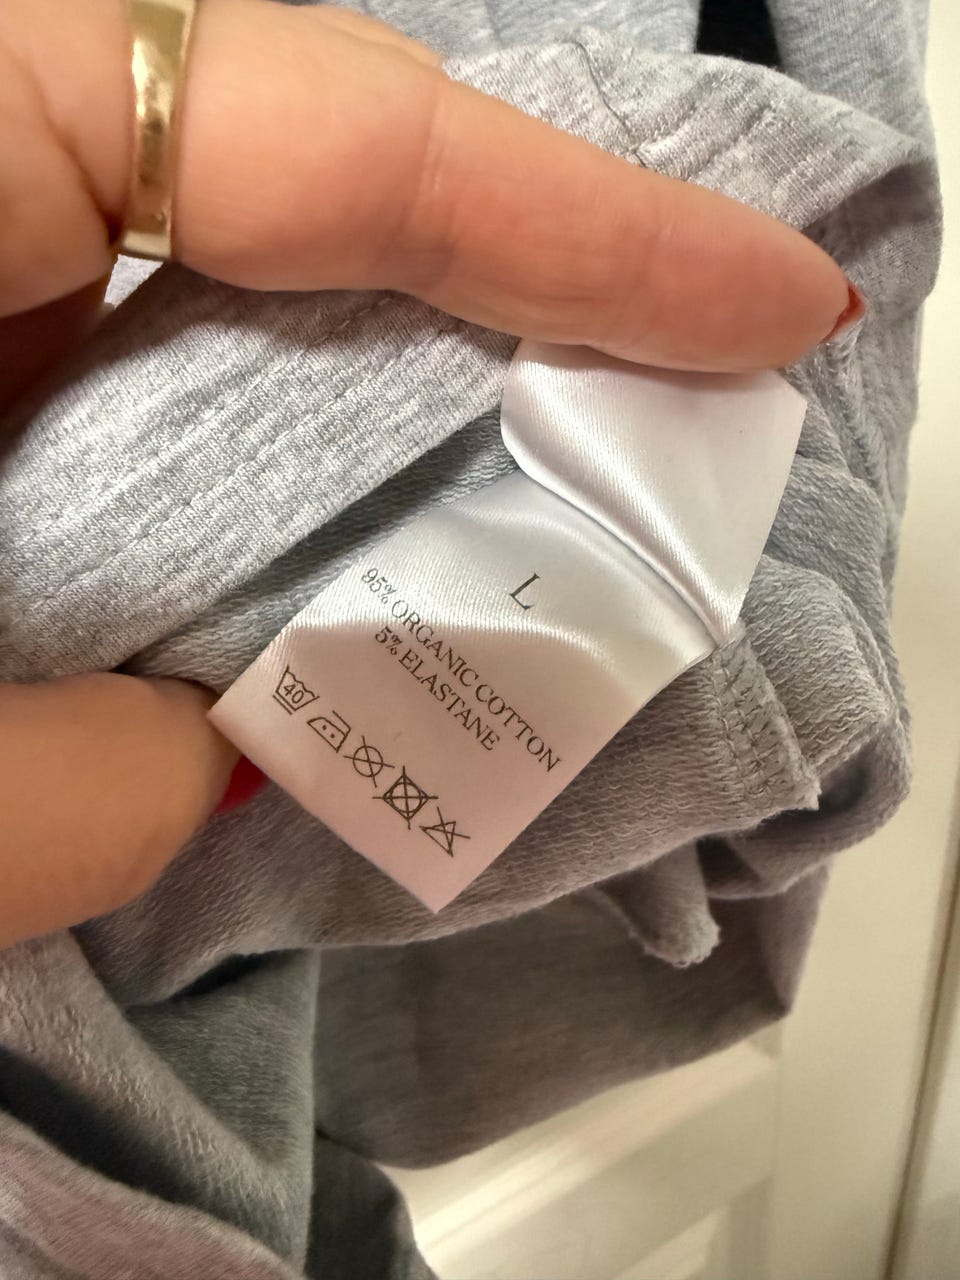 L
95% ORGANIC COTTON
5% ELASTANE
40